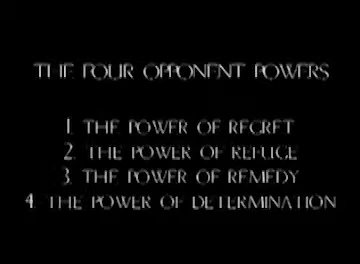 THE FOUR OPPONENT POWERS
1. THE POWER OF REGRET
2. THE POWER OF REFUGE
3. THE POWER OF REMEDY
4. THE POWER OF DETERMINATION